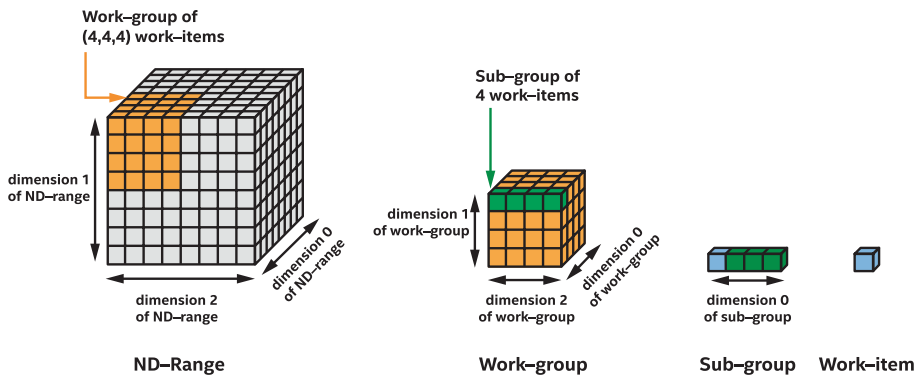 Work–group of
(4,4,4) work–items
dimension 1
of ND–range
dimension 2
of ND–range
dimension 0
of ND–range
ND–Range
Sub–group of
4 work–items
dimension 1
of work–group
dimension 2
of work–group
dimension 0
of work–group
Work–group
dimension 0
of sub–group
Sub–group
Work–item